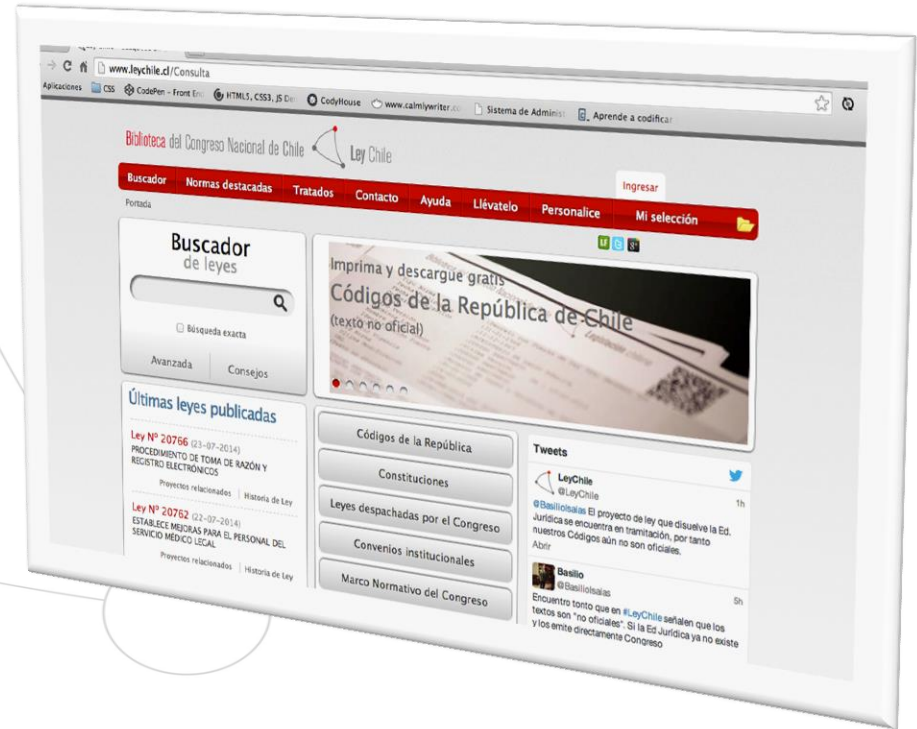 www.leychile.cl/Consulta
Aplicaciones CSS CodePen - Front En HTML5, CSS3, JS De CodyHouse www.calmlywriter.co Sistema de Administ Aprende a codificar
Biblioteca del Congreso Nacional de Chile Ley Chile
Ingresar
Buscador Normas destacadas Tratados Contacto Ayuda Llévatelo Personalice Mi selección
Portada
Buscador
de leyes
Búsqueda exacta
Avanzada Consejos
Imprima y descargue gratis
Códigos de la República de Chile
(texto no oficial)
Últimas leyes publicadas
Ley Nº 20766 (23-07-2014)
PROCEDIMIENTO DE TOMA DE RAZÓN Y
REGISTRO ELECTRÓNICOS
Proyectos relacionados | Historia de Ley
Ley Nº 20762 (22-07-2014)
ESTABLECE MEJORAS PARA EL PERSONAL DEL
SERVICIO MÉDICO LEGAL
Proyectos relacionados | Historia de Ley
Códigos de la República
Constituciones
Leyes despachadas por el Congreso
Convenios institucionales
Marco Normativo del Congreso
Tweets
LeyChile 1h
@LeyChile
@BasilioIsaias El proyecto de ley que disuelve la Ed.
Jurídica se encuentra en tramitación, por tanto
nuestros Códigos aún no son oficiales.
Abrir
Basilio 5h
@BasilioIsaias
Encuentro tonto que en #LeyChile señalen que los
textos son "no oficiales". Si la Ed Jurídica ya no existe
y los emite directamente Congreso